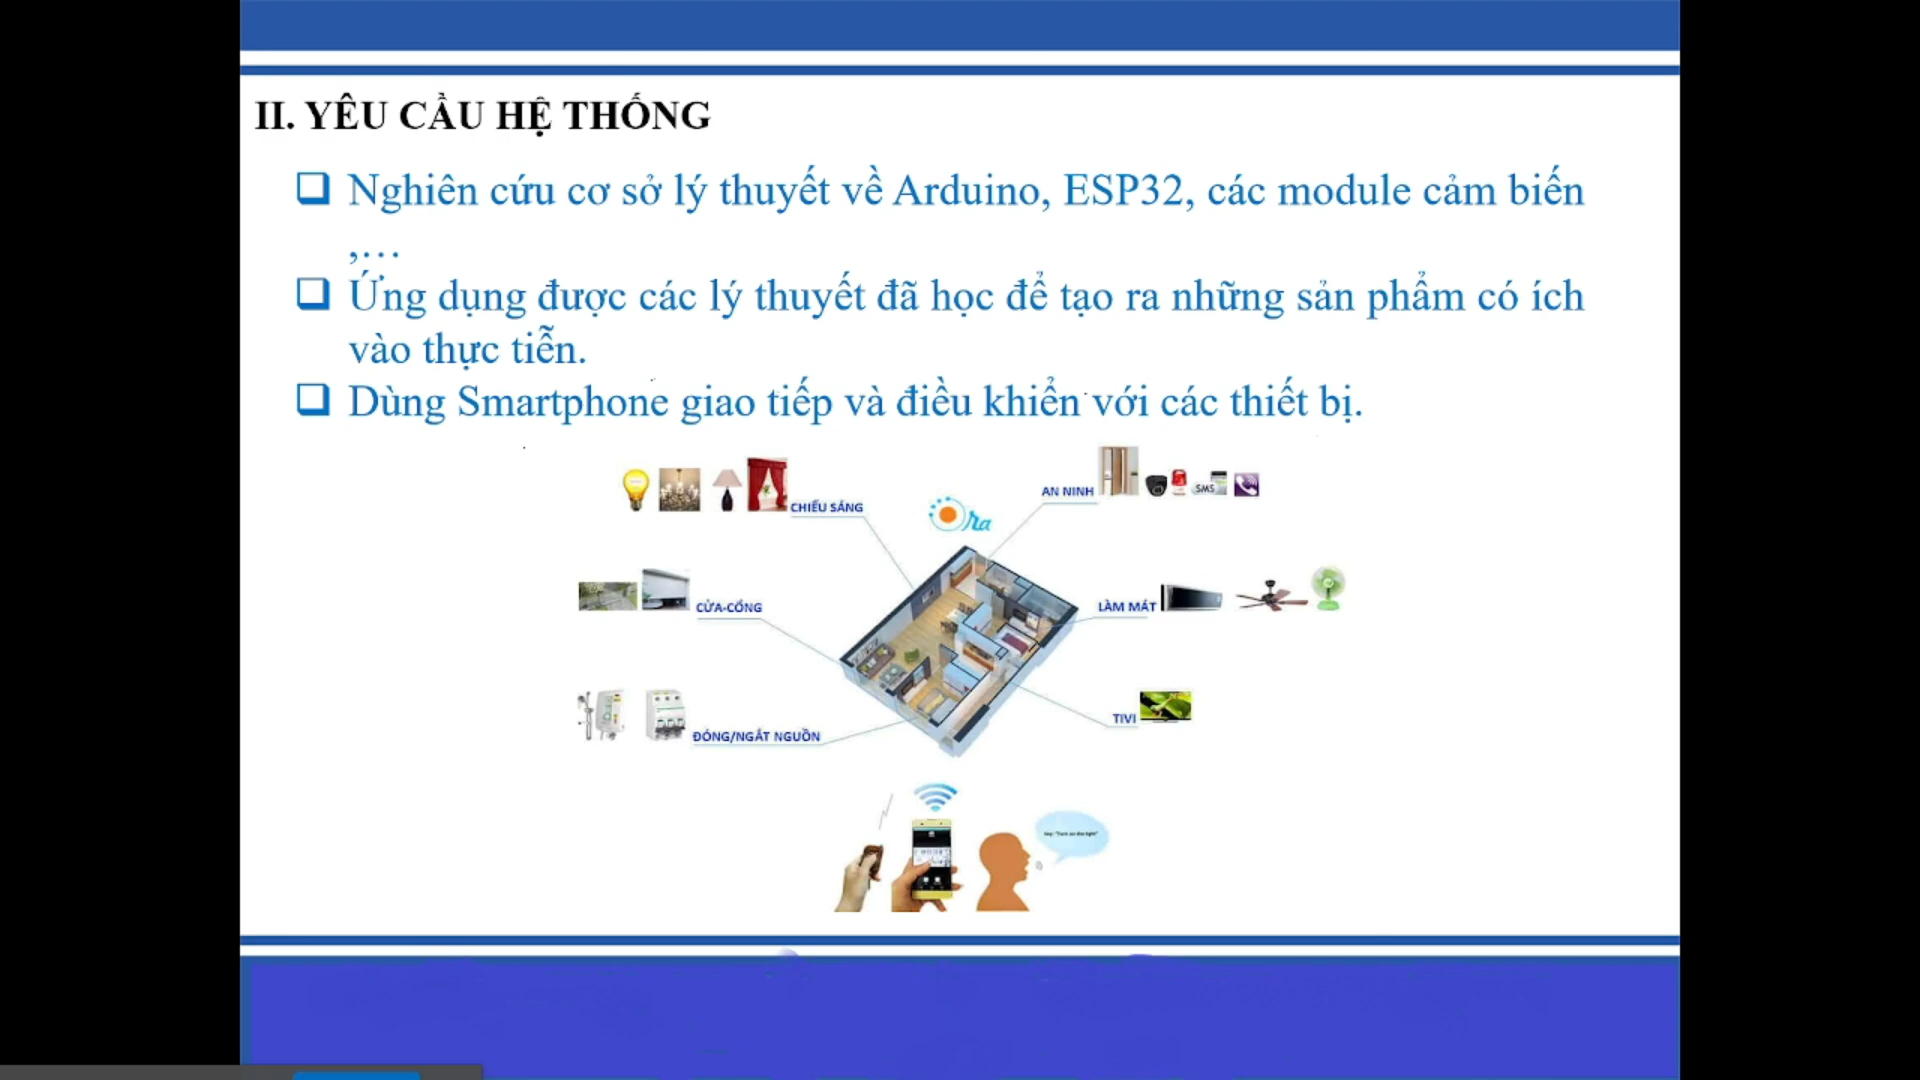 II. YÊU CẦU HỆ THỐNG
Nghiên cứu cơ sở lý thuyết về Arduino, ESP32, các module cảm biến
,…
Ứng dụng được các lý thuyết đã học để tạo ra những sản phẩm có ích
vào thực tiễn.
Dùng Smartphone giao tiếp và điều khiển với các thiết bị.
CHIẾU SÁNG
AN NINH
SMS
ra
CỬA-CỔNG
LÀM MÁT
TIVI
ĐÓNG/NGẮT NGUỒN